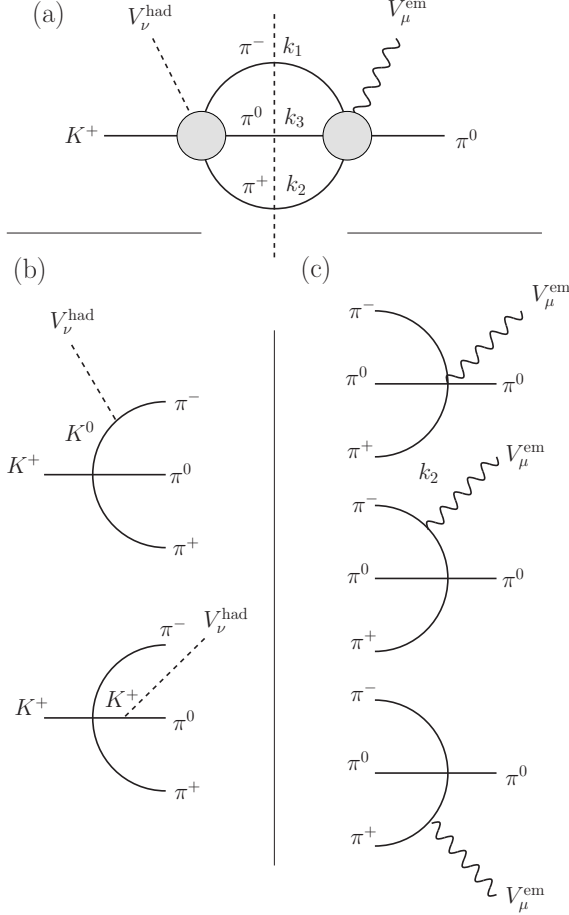 (a)
V_ν^had
V_μ^em
π^− k_1
K^+ π^0 k_3 π^0
π^+ k_2
(b)
(c)
V_ν^had
K^0
π^−
K^+ π^0
π^+
V_ν^had
π^−
K^+ K^+ π^0
π^+
V_μ^em
π^−
π^0 π^0
π^+
k_2
V_μ^em
π^−
π^0 π^0
π^+
π^−
π^0 π^0
π^+
V_μ^em